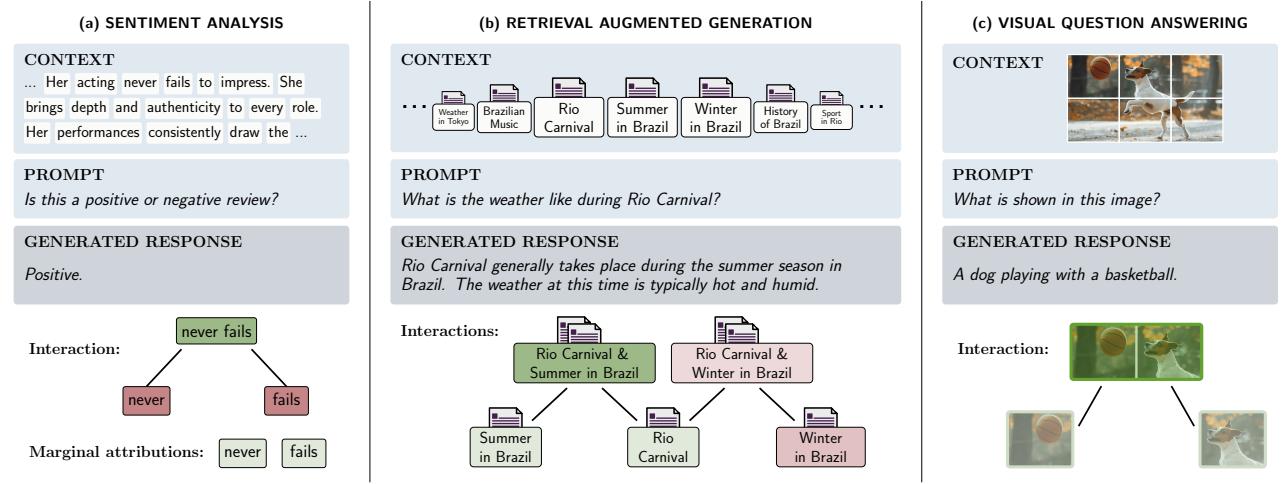 (a) SENTIMENT ANALYSIS
CONTEXT
... Her acting never fails to impress. She
brings depth and authenticity to every role.
Her performances consistently draw the ...
PROMPT
Is this a positive or negative review?
GENERATED RESPONSE
Positive.
Interaction:
never fails
never
fails
Marginal attributions:
never
fails
(b) RETRIEVAL AUGMENTED GENERATION
CONTEXT
...
Weather
in Tokyo
Brazilian
Music
Rio
Carnival
Summer
in Brazil
Winter
in Brazil
History
of Brazil
Sport
in Rio
...
PROMPT
What is the weather like during Rio Carnival?
GENERATED RESPONSE
Rio Carnival generally takes place during the summer season in
Brazil. The weather at this time is typically hot and humid.
Interactions:
Rio Carnival &
Summer in Brazil
Rio Carnival &
Winter in Brazil
Summer
in Brazil
Rio
Carnival
Winter
in Brazil
(c) VISUAL QUESTION ANSWERING
CONTEXT
PROMPT
What is shown in this image?
GENERATED RESPONSE
A dog playing with a basketball.
Interaction: